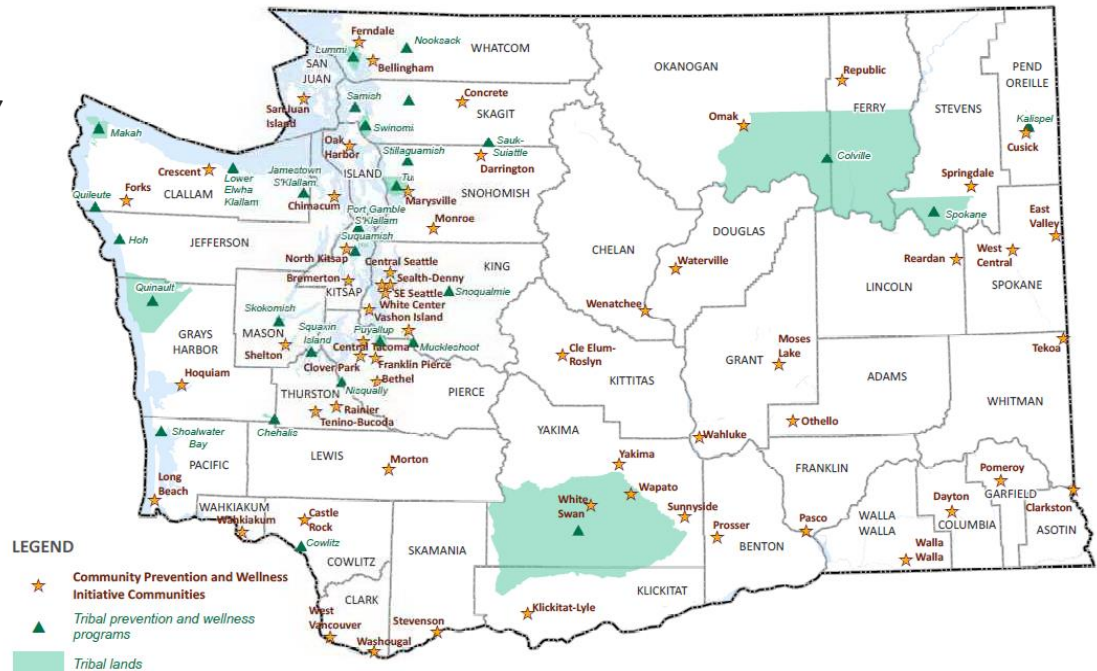 Ferndale
Nooksack
WHATCOM
Lummi
SAN
JUAN
Bellingham
OKANOGAN
Republic
PEND
OREILLE
San Juan
Island
Samish
Concrete
SKAGIT
FERRY
STEVENS
Omak
Kalispel
Cusick
Makah
Swinomi
Oak
Harbor
Stillaguamish
Sauk-
Suiattle
Darrington
Colville
Crescent
Lower
Elwha
Klallam
Jamestown
S'Klallam
ISLAND
Tu
SNOHOMISH
Springdale
Forks
CLALLAM
Quileute
Chimacum
Marysville
Monroe
Port Gamble
S'Klallam
Suquamish
DOUGLAS
Spokane
East
Valley
Hoh
JEFFERSON
North Kitsap
Central Seattle
KING
CHELAN
Waterville
Reardan
West
Central
Bremerton
KITSAP
Sealth-Denny
SE Seattle
Snoqualmie
LINCOLN
SPOKANE
Quinault
White Center
Vashon Island
Wenatchee
Skokomish
MASON
Squaxin
Island
Puyallup
Muckleshoot
GRAYS
HARBOR
Shelton
Central Tacoma
Clover Park
Franklin Pierce
Bethel
Cle Elum-
Roslyn
KITTITAS
GRANT
Moses
Lake
Tekoa
ADAMS
Hoquiam
THURSTON
Nisqually
PIERCE
Rainier
Tenino-Bucoda
WHITMAN
Othello
Shoalwater
Bay
Chehalis
YAKIMA
Wahluke
PACIFIC
LEWIS
Morton
Yakima
FRANKLIN
Pomeroy
GARFIELD
Long
Beach
White
Swan
Wapato
Sunnyside
Dayton
COLUMBIA
Clarkston
ASOTIN
WAHKIAKUM
Wahkiakum
Castle
Rock
Prosser
BENTON
Pasco
WALLA
WALLA
Walla
Walla
Cowlitz
COWLITZ
SKAMANIA
CLARK
KLICKITAT
Klickitat-Lyle
West
Vancouver
Stevenson
Washougal
LEGEND
Community Prevention and Wellness
Initiative Communities
Tribal prevention and wellness
programs
Tribal lands